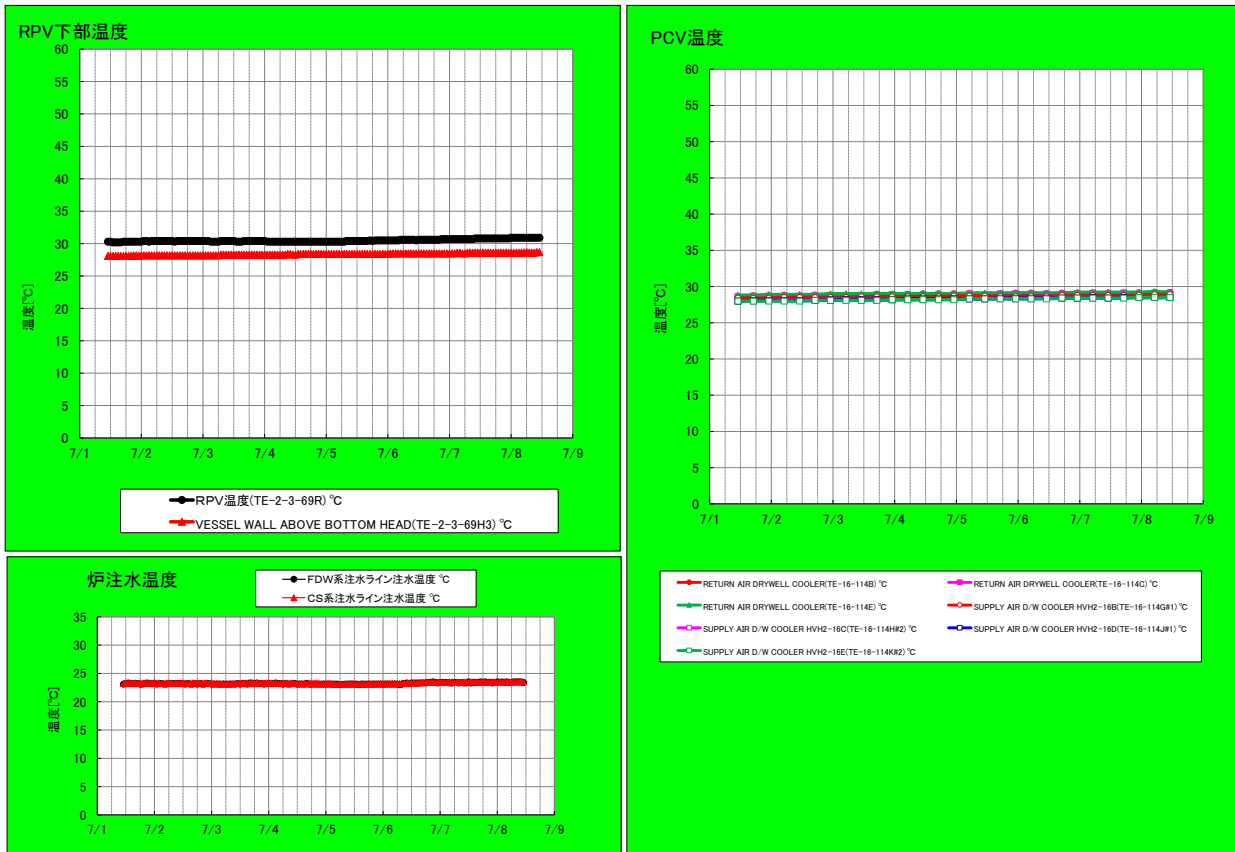 RPV下部温度
60
55
50
45
40
35
30
25
20
15
10
5
0
温度[℃]
7/1 7/2 7/3 7/4 7/5 7/6 7/7 7/8 7/9
RPV温度(TE-2-3-69R) ℃
VESSEL WALL ABOVE BOTTOM HEAD(TE-2-3-69H3) ℃
炉注水温度
FDW系注水ライン注水温度 ℃
CS系注水ライン注水温度 ℃
35
30
25
20
15
10
5
0
温度[℃]
7/1 7/2 7/3 7/4 7/5 7/6 7/7 7/8 7/9
PCV温度
60
55
50
45
40
35
30
25
20
15
10
5
0
温度[℃]
7/1 7/2 7/3 7/4 7/5 7/6 7/7 7/8 7/9
RETURN AIR DRYWELL COOLER(TE-16-114B) ℃ RETURN AIR DRYWELL COOLER(TE-16-114C) ℃
RETURN AIR DRYWELL COOLER(TE-16-114E) ℃ SUPPLY AIR D/W COOLER HVH2-16B(TE-16-114G#1) ℃
SUPPLY AIR D/W COOLER HVH2-16C(TE-16-114H#2) ℃ SUPPLY AIR D/W COOLER HVH2-16D(TE-16-114J#1) ℃
SUPPLY AIR D/W COOLER HVH2-16E(TE-16-114K#2) ℃